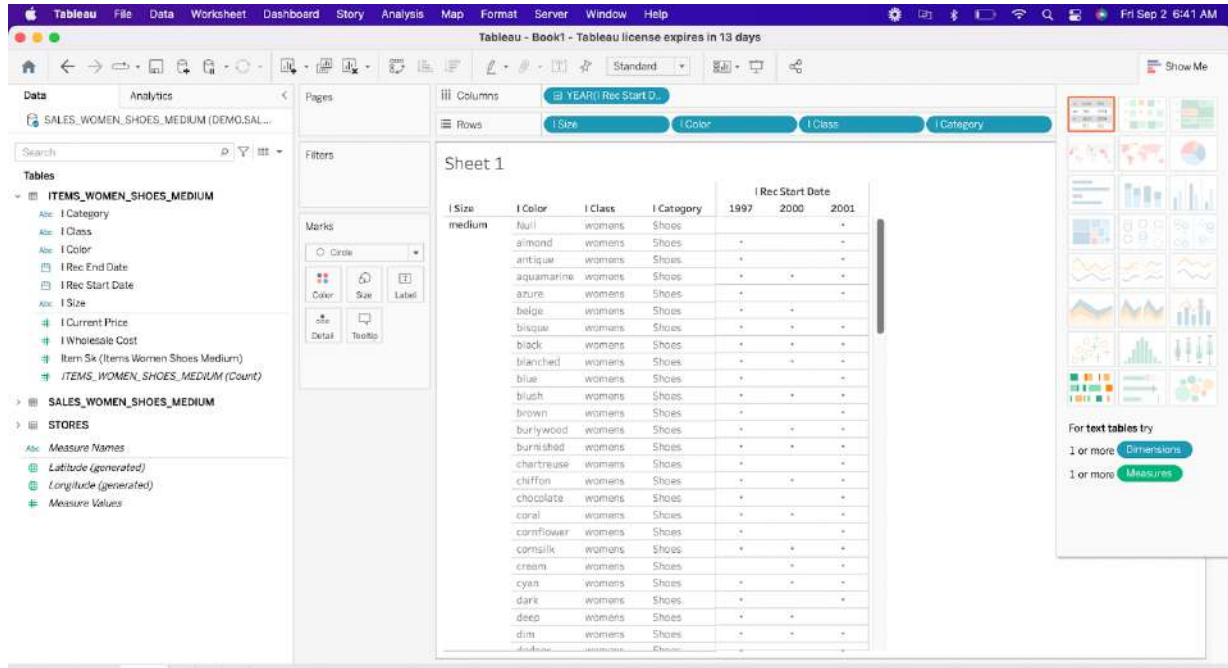 Tableau File Data Worksheet Dashboard Story Analysis Map Format Server Window Help Fri Sep 2 6:41 AM
Tableau - Book1 - Tableau license expires in 13 days
Standard Show Me
Data Analytics
SALES_WOMEN_SHOES_MEDIUM (DEMO.SAL...
Search
Tables
ITEMS_WOMEN_SHOES_MEDIUM
Abc I Category
Abc I Class
Abc I Color
I Rec End Date
I Rec Start Date
Abc I Size
# I Current Price
# I Wholesale Cost
# Item Sk (Items Women Shoes Medium)
# ITEMS_WOMEN_SHOES_MEDIUM (Count)
SALES_WOMEN_SHOES_MEDIUM
STORES
Abc Measure Names
Latitude (generated)
Longitude (generated)
# Measure Values
Pages
Filters
Marks
Circle
Color Size Label
Detail Tooltip
Columns YEAR(I Rec Start D..
Rows I Size I Color I Class I Category
Sheet 1
I Rec Start Date
I Size I Color I Class I Category 1997 2000 2001
medium Null womens Shoes
almond womens Shoes
antique womens Shoes
aquamarine womens Shoes
azure womens Shoes
beige womens Shoes
bisque womens Shoes
black womens Shoes
blanched womens Shoes
blue womens Shoes
blush womens Shoes
brown womens Shoes
burlywood womens Shoes
burnished womens Shoes
chartreuse womens Shoes
chiffon womens Shoes
chocolate womens Shoes
coral womens Shoes
cornflower womens Shoes
cornsilk womens Shoes
cream womens Shoes
cyan womens Shoes
dark womens Shoes
deep womens Shoes
dim womens Shoes
For text tables try
1 or more Dimensions
1 or more Measures